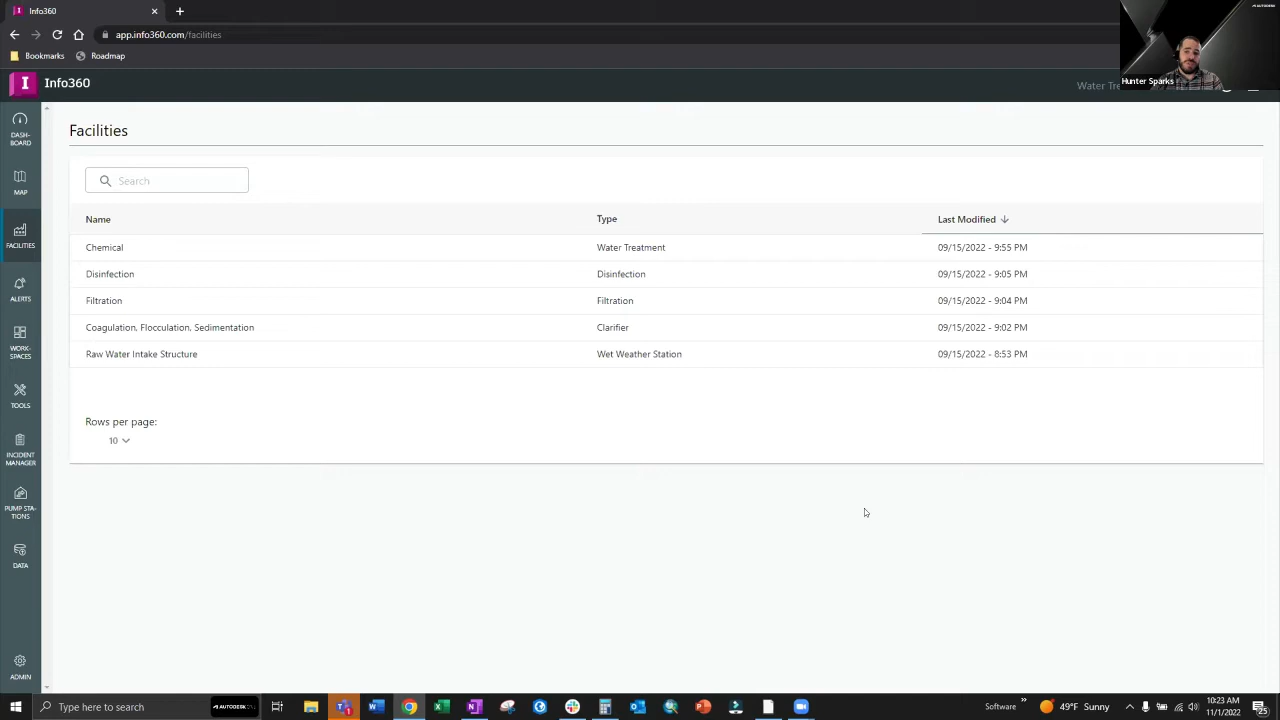 Info360
app.info360.com/facilities
Bookmarks
Roadmap
Info360
AUTODESK
Hunter Sparks
Water Tre
DASH-
BOARD
MAP
FACILITIES
ALERTS
WORK-
SPACES
TOOLS
INCIDENT
MANAGER
PUMP STA-
TIONS
DATA
ADMIN
Facilities
Search
Name Type Last Modified
Chemical Water Treatment 09/15/2022 - 9:55 PM
Disinfection Disinfection 09/15/2022 - 9:05 PM
Filtration Filtration 09/15/2022 - 9:04 PM
Coagulation, Flocculation, Sedimentation Clarifier 09/15/2022 - 9:02 PM
Raw Water Intake Structure Wet Weather Station 09/15/2022 - 8:53 PM
Rows per page:
10
Type here to search
AUTODESK
Software
49°F Sunny
10:23 AM
11/1/2022
25